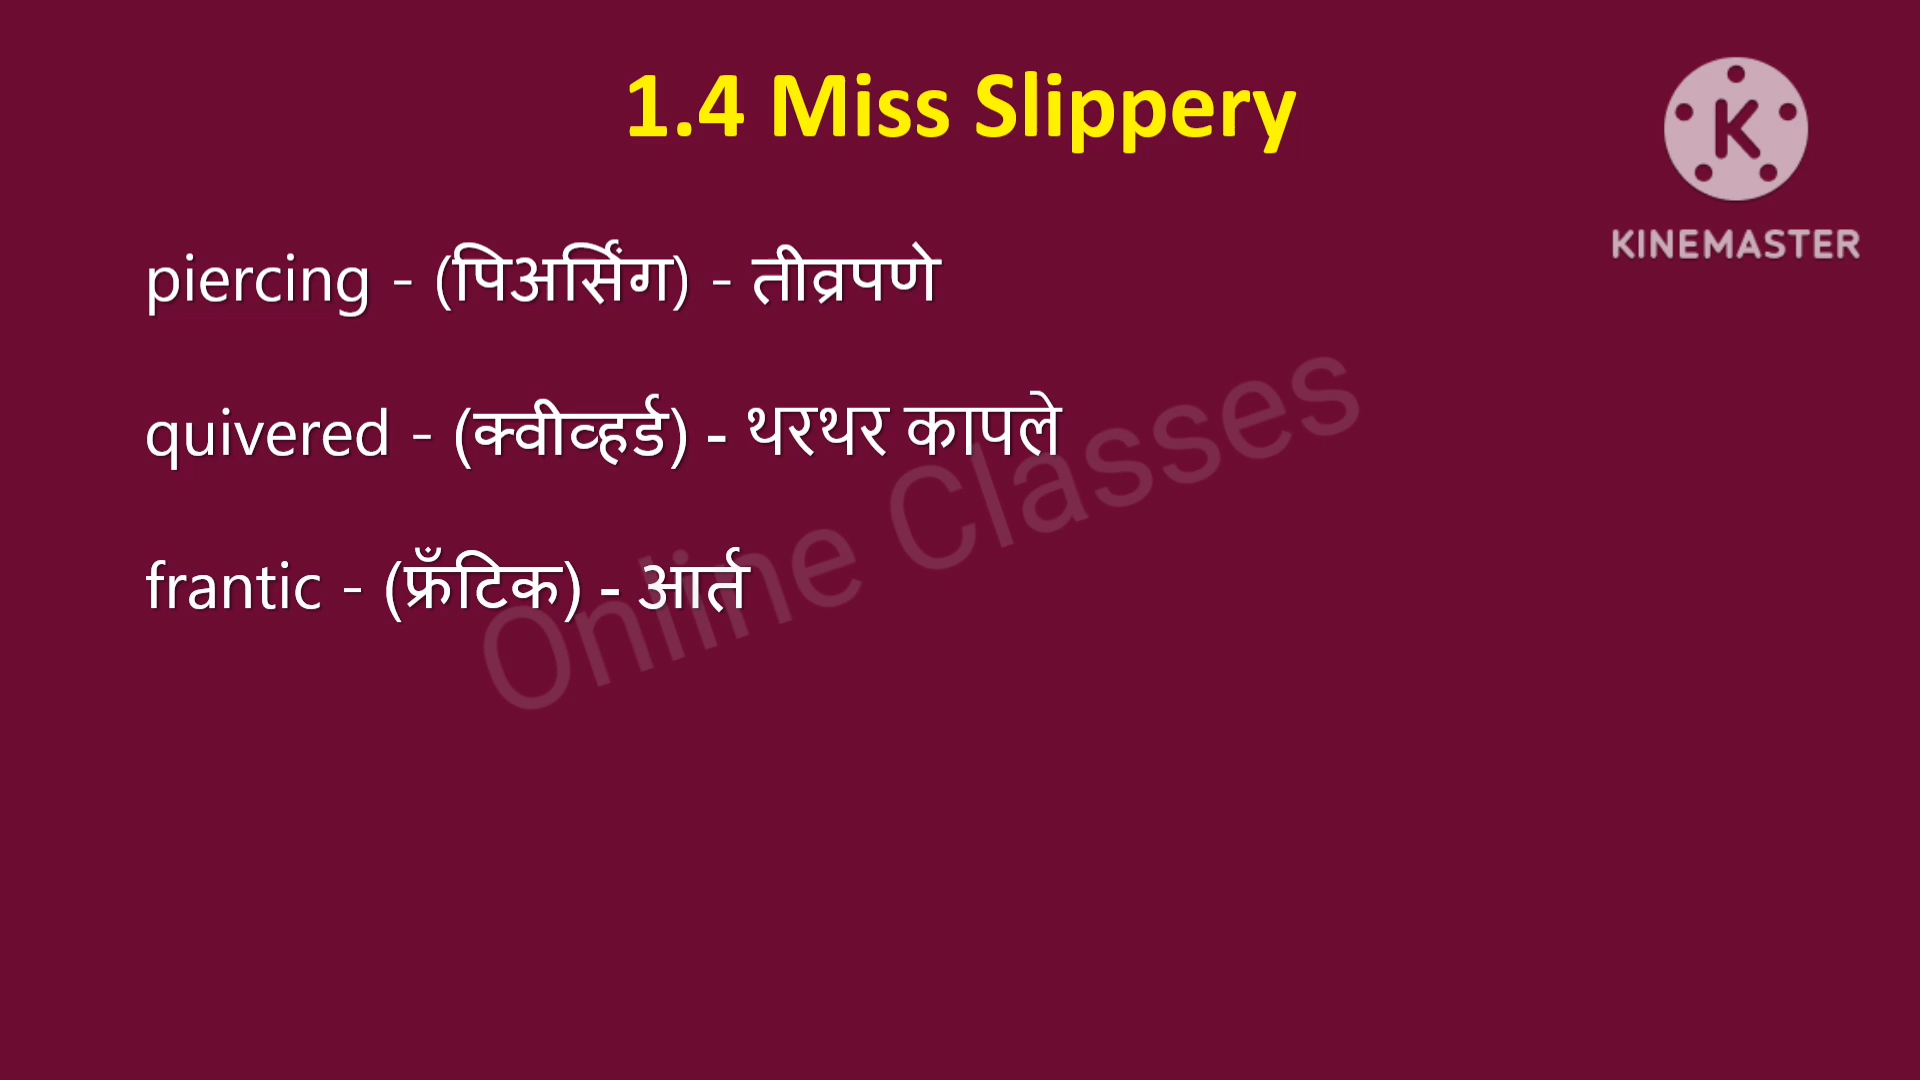 1.4 Miss Slippery
K
KINEMASTER
piercing - (पिअर्सिंग) - तीव्रपणे
quivered - (क्वीव्हर्ड) - थरथर कापले
frantic - (फ्रँटिक) - आर्त
Online Classes